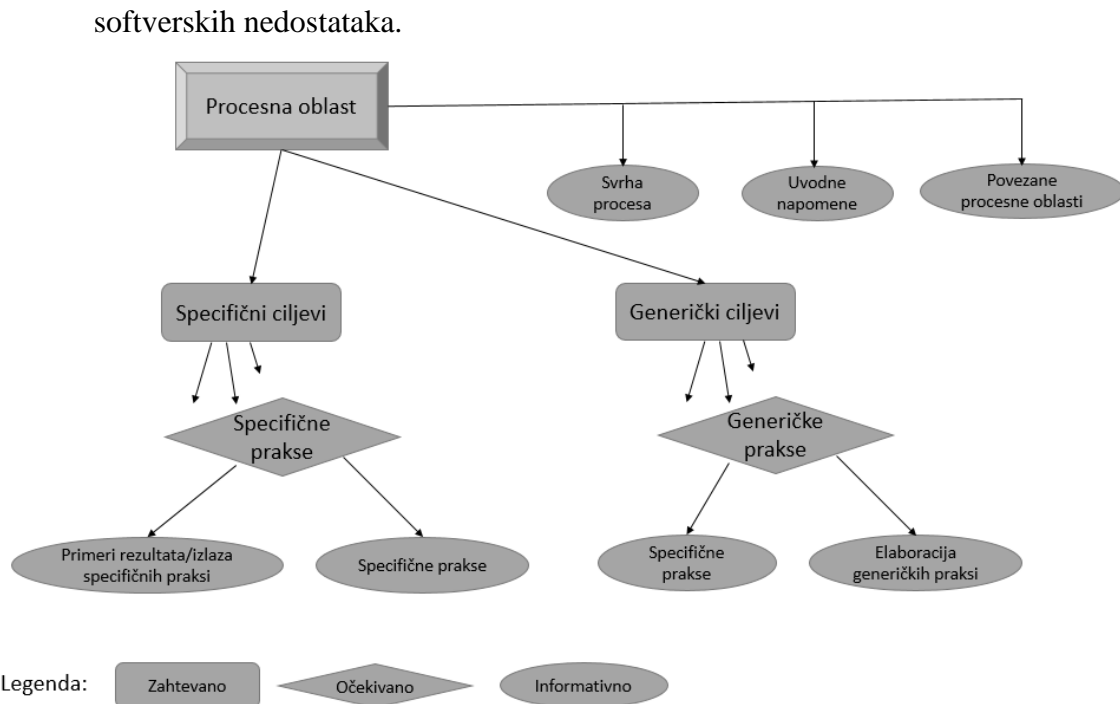 softverskih nedostataka.
Procesna oblast
Svrha
procesa
Uvodne
napomene
Povezane
procesne oblasti
Specifični ciljevi
Generički ciljevi
Specifične
prakse
Generičke
prakse
Primeri rezultata/izlaza
specifičnih praksi
Specifične prakse
Specifične
prakse
Elaboracija
generičkih praksi
Legenda:
Zahtevano
Očekivano
Informativno